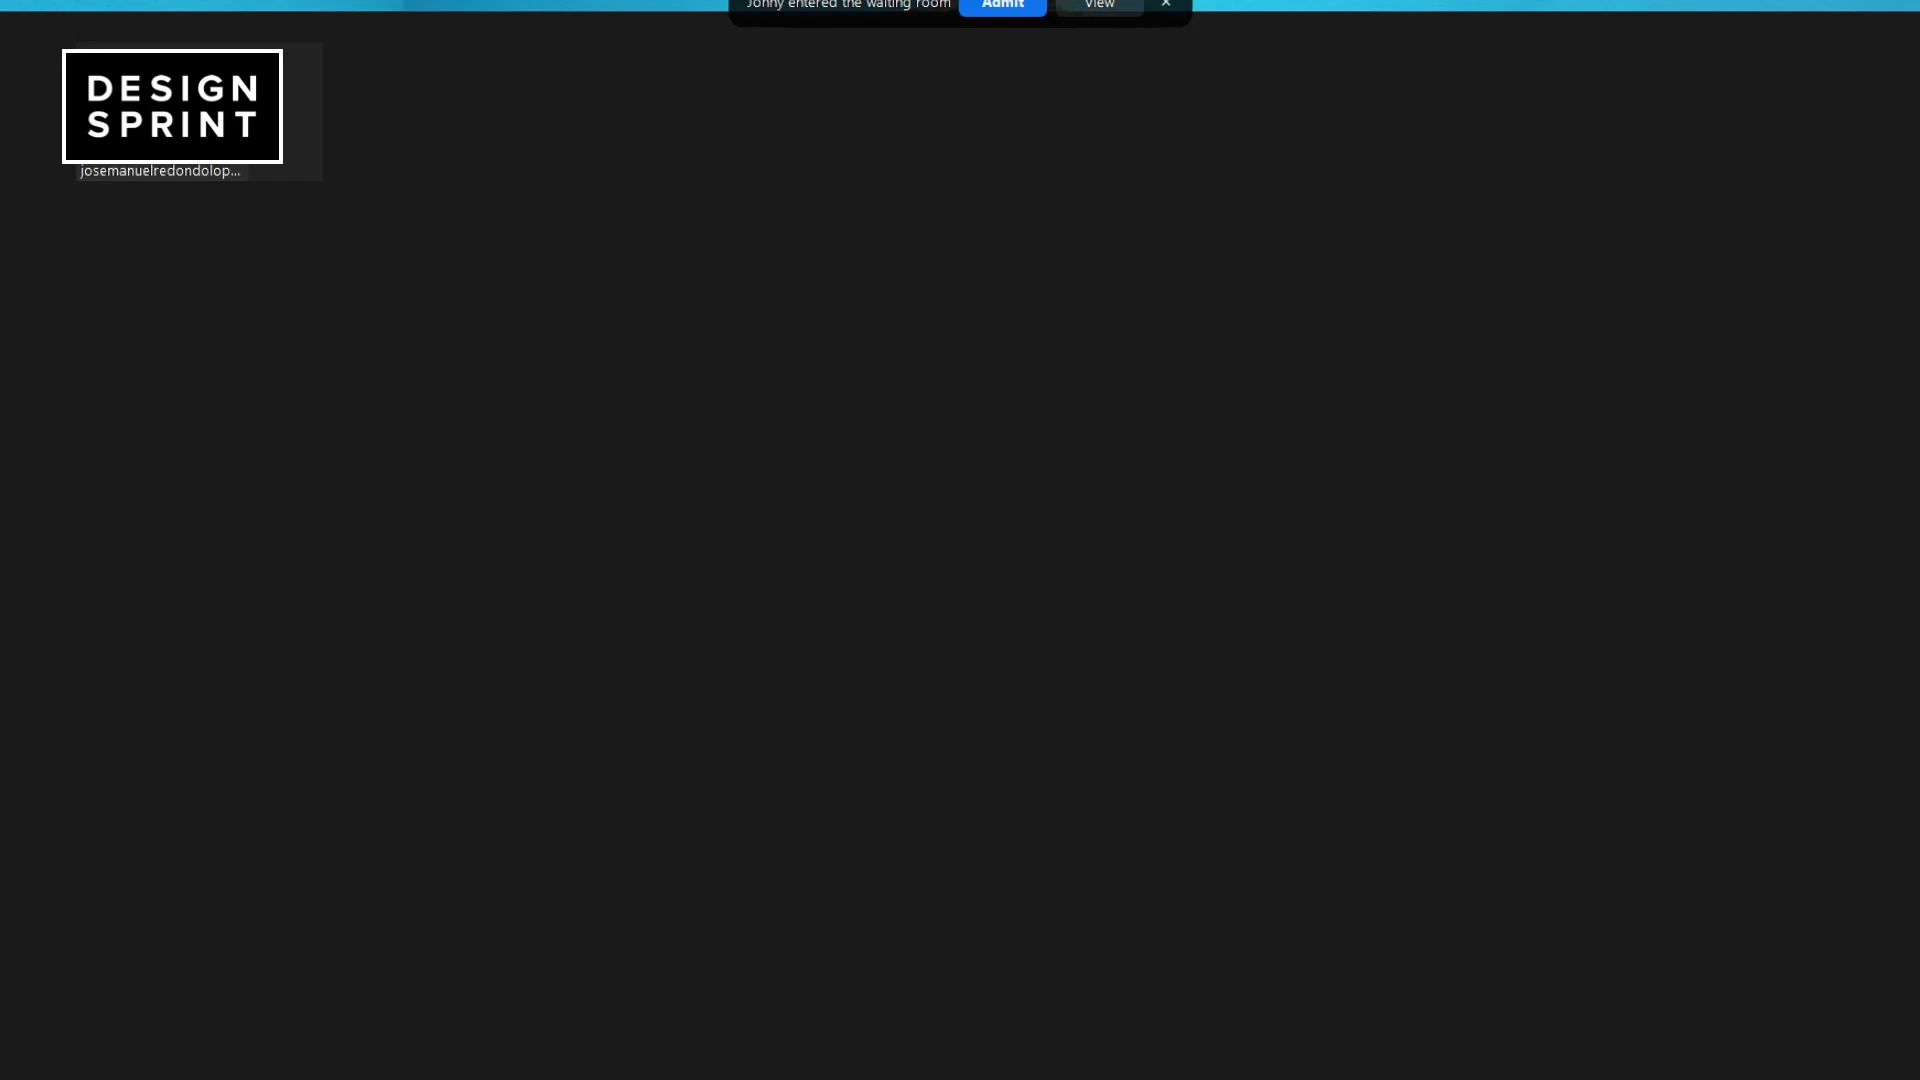 Jonny entered the waiting room Admit View ×
DESIGN
SPRINT
josemanuelredondolop...